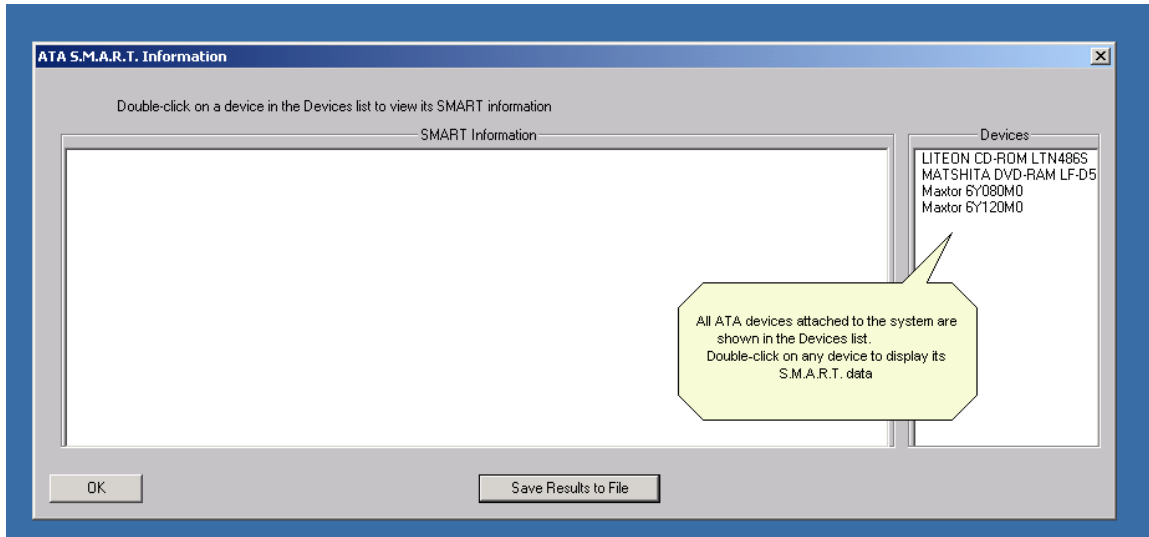 ATA S.M.A.R.T. Information
Double-click on a device in the Devices list to view its SMART information
SMART Information
Devices
LITEON CD-ROM LTN486S
MATSHITA DVD-RAM LF-D5
Maxtor 6Y080M0
Maxtor 6Y120M0
All ATA devices attached to the system are
shown in the Devices list.
Double-click on any device to display its
S.M.A.R.T. data
OK
Save Results to File